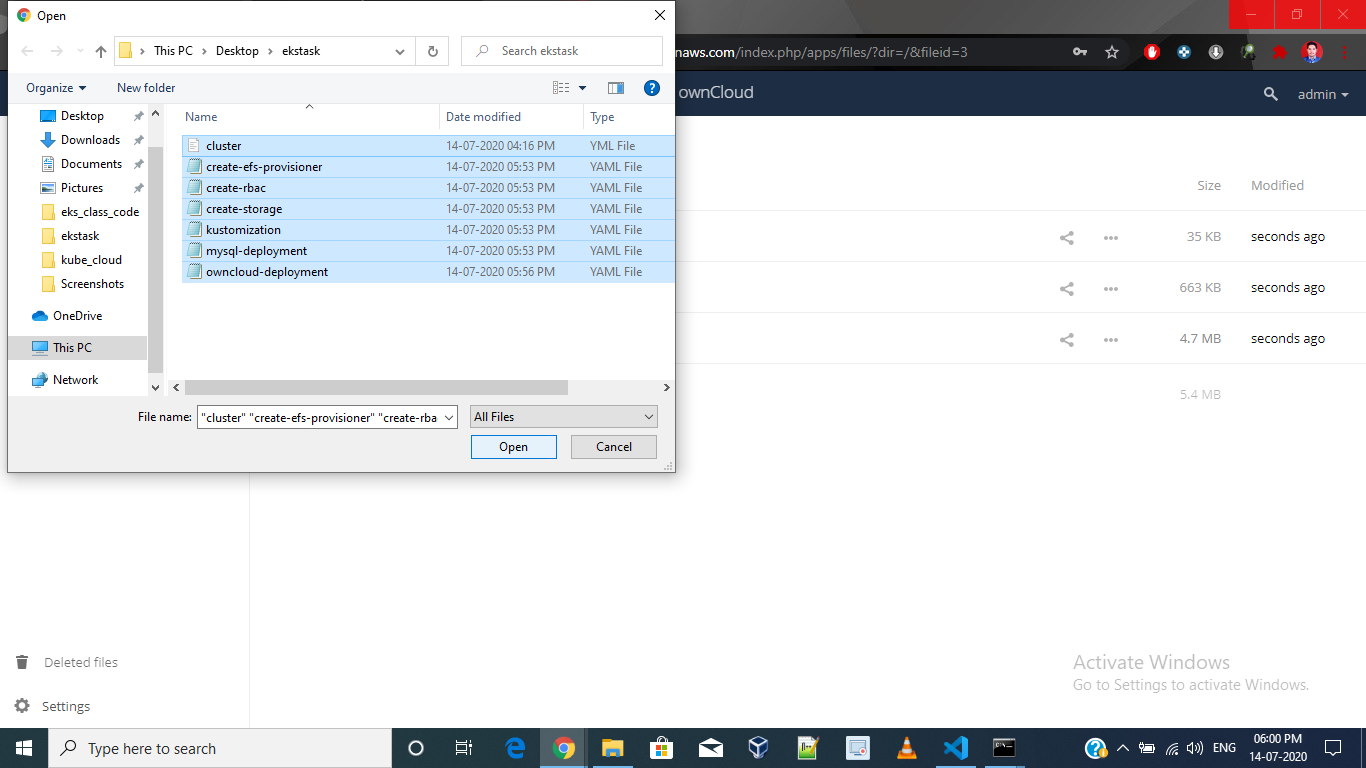 Open
This PC > Desktop > ekstask
Search ekstask
naws.com/index.php/apps/files/?dir=/&fileid=3
Organize
New folder
ownCloud
admin
Name
Date modified
Type
Desktop
Downloads
Documents
Pictures
eks_class_code
ekstask
kube_cloud
Screenshots
OneDrive
This PC
Network
cluster 14-07-2020 04:16 PM YML File
create-efs-provisioner 14-07-2020 05:53 PM YAML File
create-rbac 14-07-2020 05:53 PM YAML File
create-storage 14-07-2020 05:53 PM YAML File
kustomization 14-07-2020 05:53 PM YAML File
mysql-deployment 14-07-2020 05:53 PM YAML File
owncloud-deployment 14-07-2020 05:56 PM YAML File
File name: "cluster" "create-efs-provisioner" "create-rba
All Files
Open
Cancel
Size Modified
35 KB seconds ago
663 KB seconds ago
4.7 MB seconds ago
5.4 MB
Deleted files
Settings
Activate Windows
Go to Settings to activate Windows.
Type here to search
ENG
06:00 PM
14-07-2020